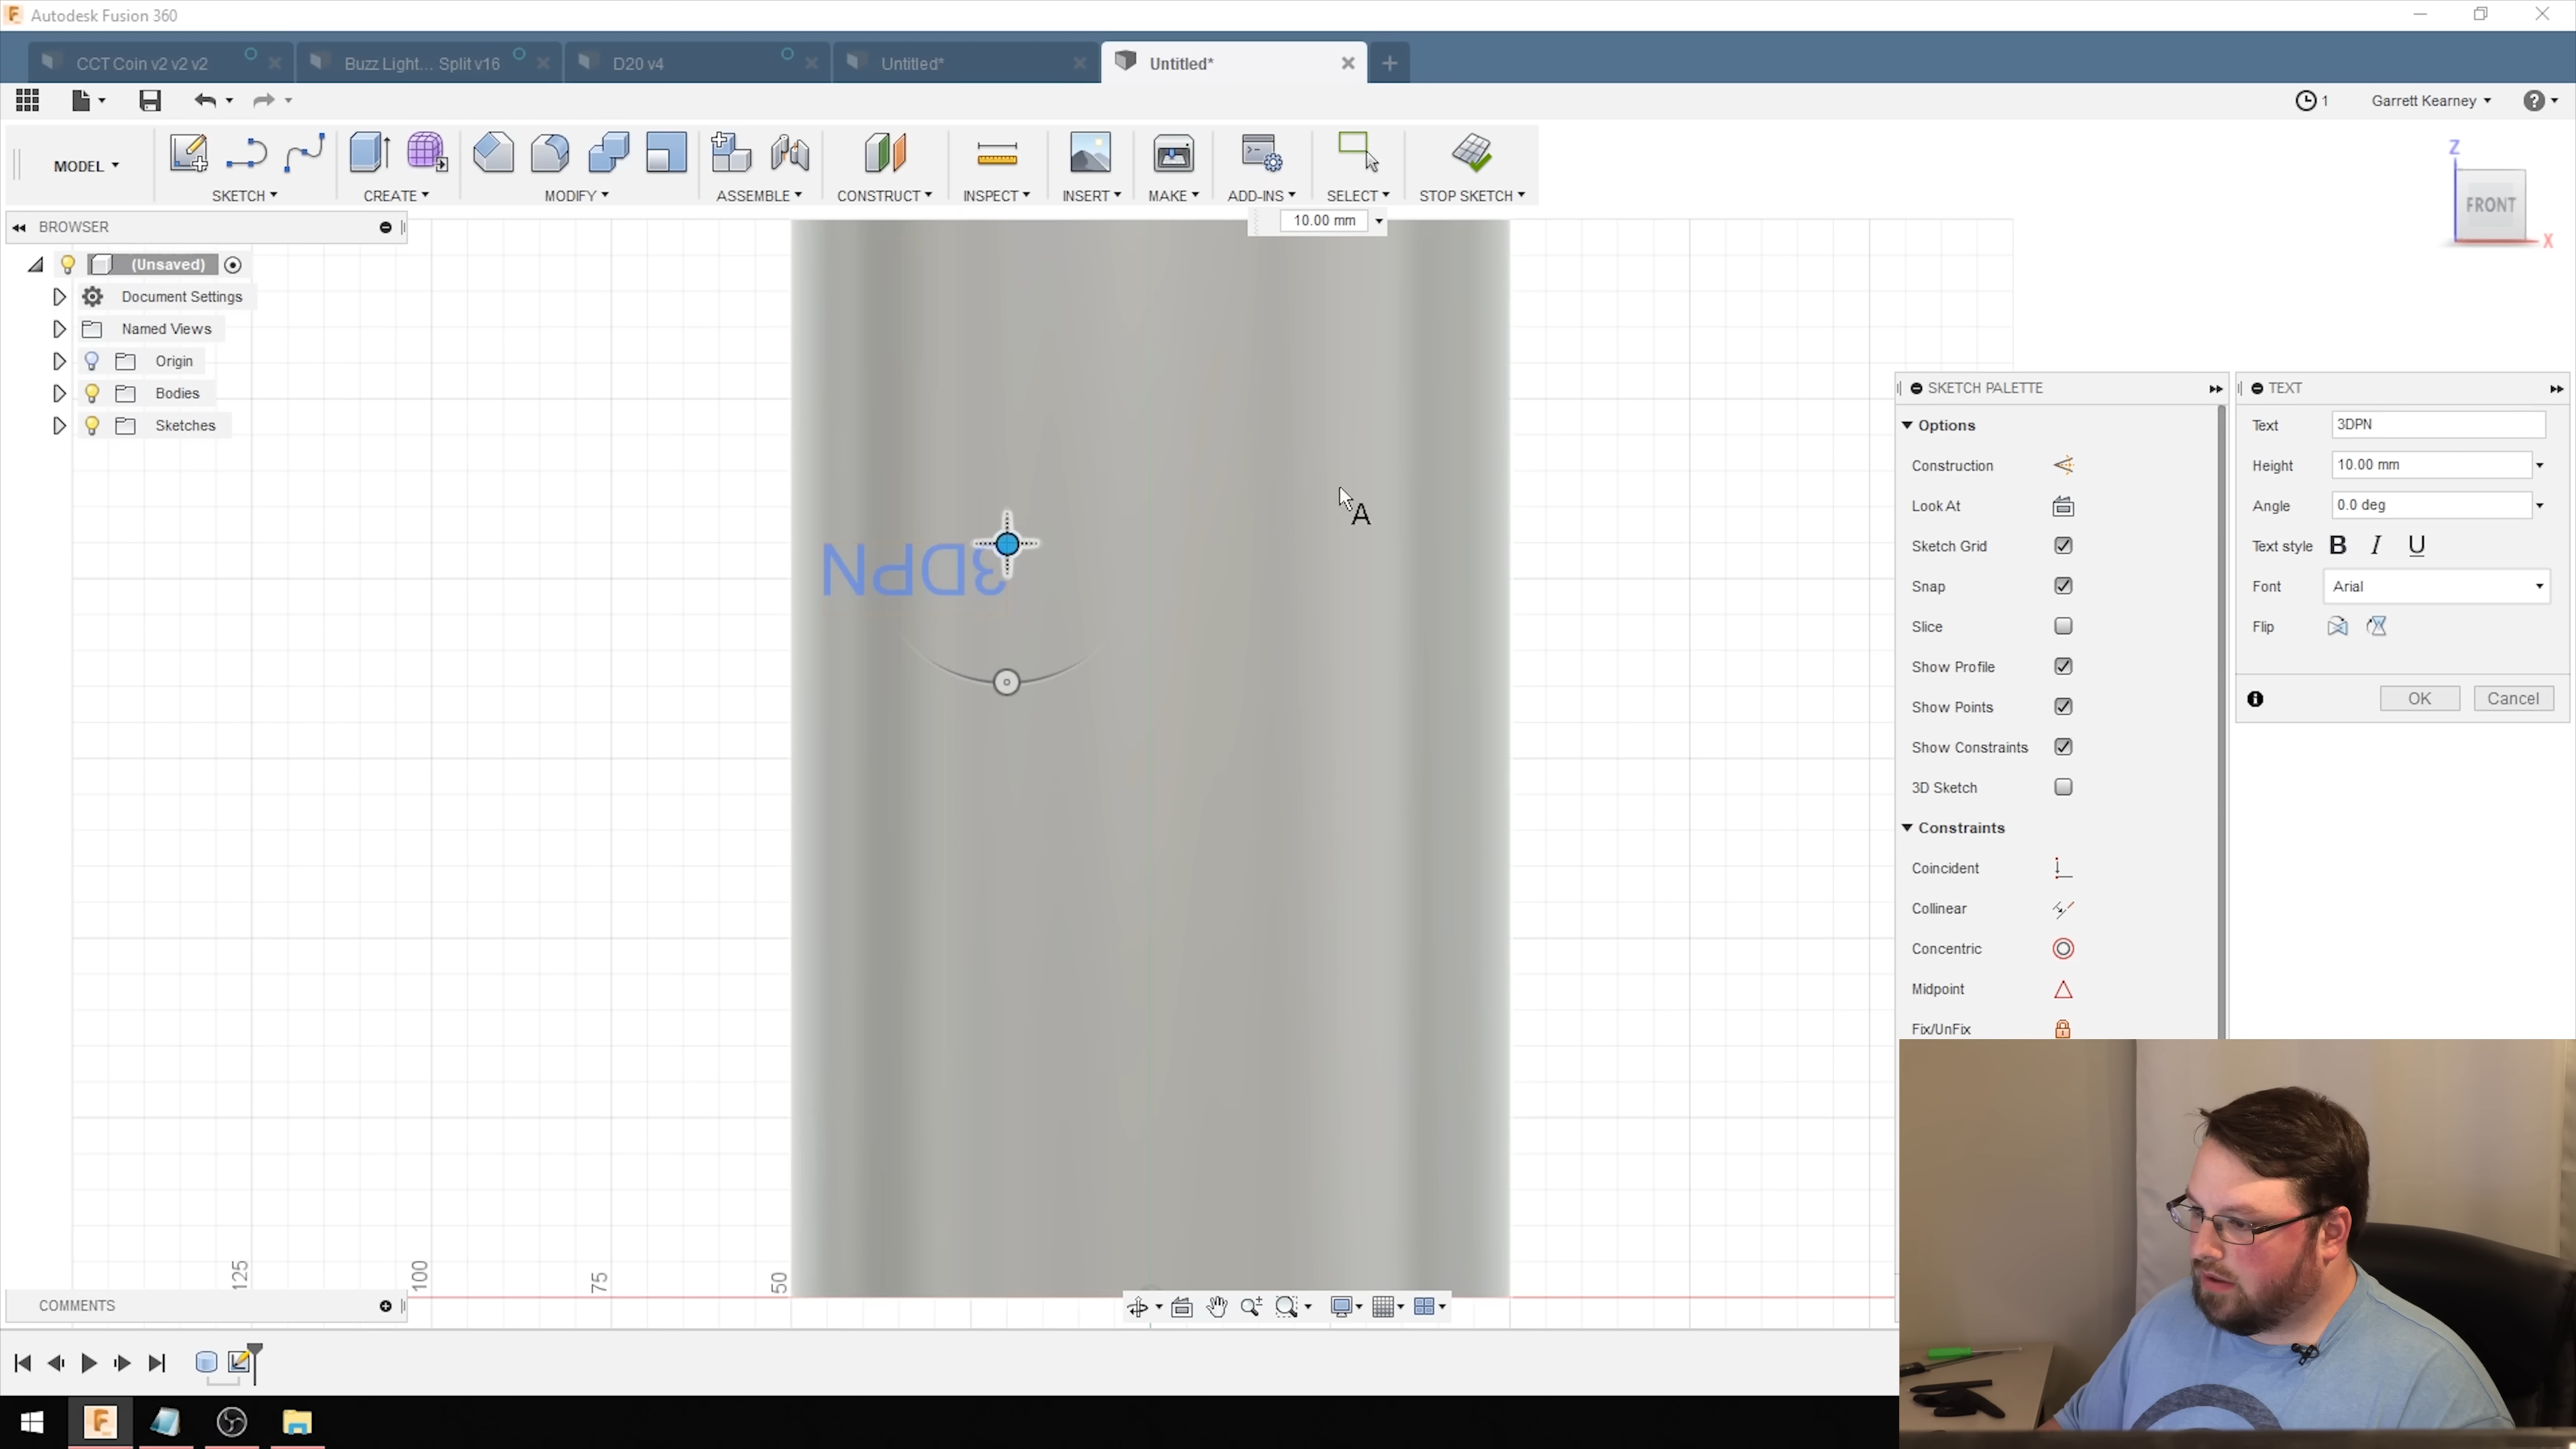 Autodesk Fusion 360
CCT Coin v2 v2 v2
Buzz Light... Split v16
D20 v4
Untitled*
Untitled*
1
Garrett Kearney
MODEL
SKETCH
CREATE
MODIFY
ASSEMBLE
CONSTRUCT
INSPECT
INSERT
MAKE
ADD-INS
SELECT
STOP SKETCH
10.00 mm
Z
FRONT
X
BROWSER
(Unsaved)
Document Settings
Named Views
Origin
Bodies
Sketches
3DPN
A
SKETCH PALETTE
Options
Construction
Look At
Sketch Grid
Snap
Slice
Show Profile
Show Points
Show Constraints
3D Sketch
Constraints
Coincident
Collinear
Concentric
Midpoint
Fix/UnFix
TEXT
Text 3DPN
Height 10.00 mm
Angle 0.0 deg
Text style B I U
Font Arial
Flip
OK Cancel
125
100
75
50
COMMENTS